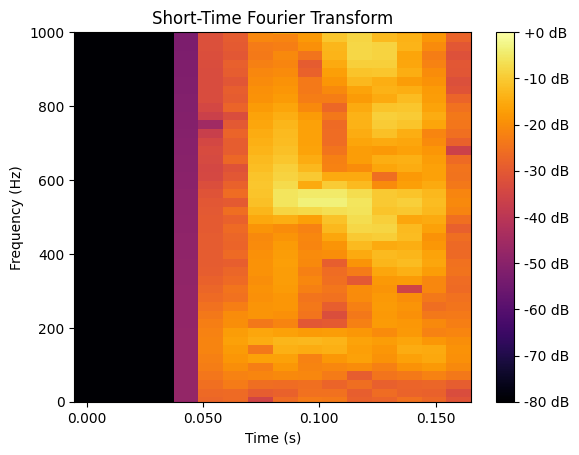 Short-Time Fourier Transform
Frequency (Hz)
1000
800
600
400
200
0
0.000
0.050
0.100
0.150
Time (s)
+0 dB
-10 dB
-20 dB
-30 dB
-40 dB
-50 dB
-60 dB
-70 dB
-80 dB